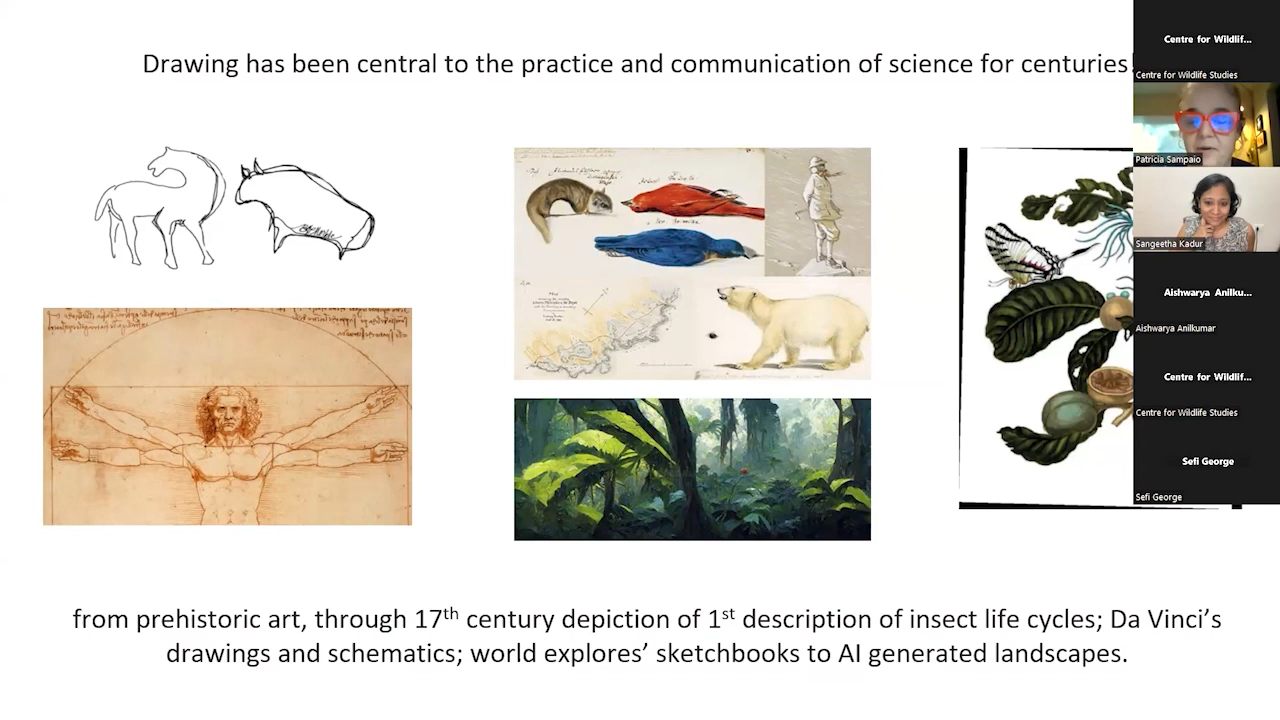 Drawing has been central to the practice and communication of science for centuries!
Centre for Wildlif...
Centre for Wildlife Studies
Patricia Sampaio
Sangeetha Kadur
Aishwarya Anilku...
Aishwarya Anilkumar
Centre for Wildlif...
Centre for Wildlife Studies
Sefi George
Sefi George
from prehistoric art, through 17th century depiction of 1st description of insect life cycles; Da Vinci’s
drawings and schematics; world explores’ sketchbooks to AI generated landscapes.